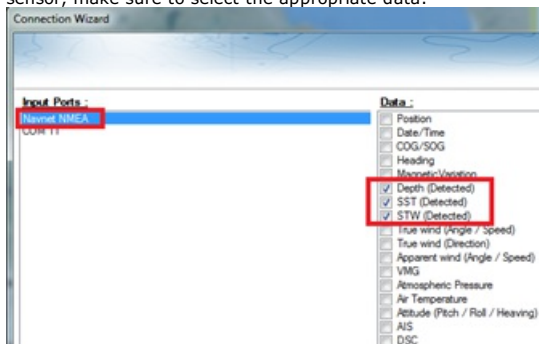 sensor, make sure to select the appropriate data:
Connection Wizard
Input Ports :
Navnet NMEA
COM 11
Data :
Position
Date/Time
COG/SOG
Heading
Magnetic Variation
Depth (Detected)
SST (Detected)
STW (Detected)
True wind (Angle / Speed)
True wind (Direction)
Apparent wind (Angle / Speed)
VMG
Atmospheric Pressure
Air Temperature
Attitude (Pitch / Roll / Heaving)
AIS
DSC